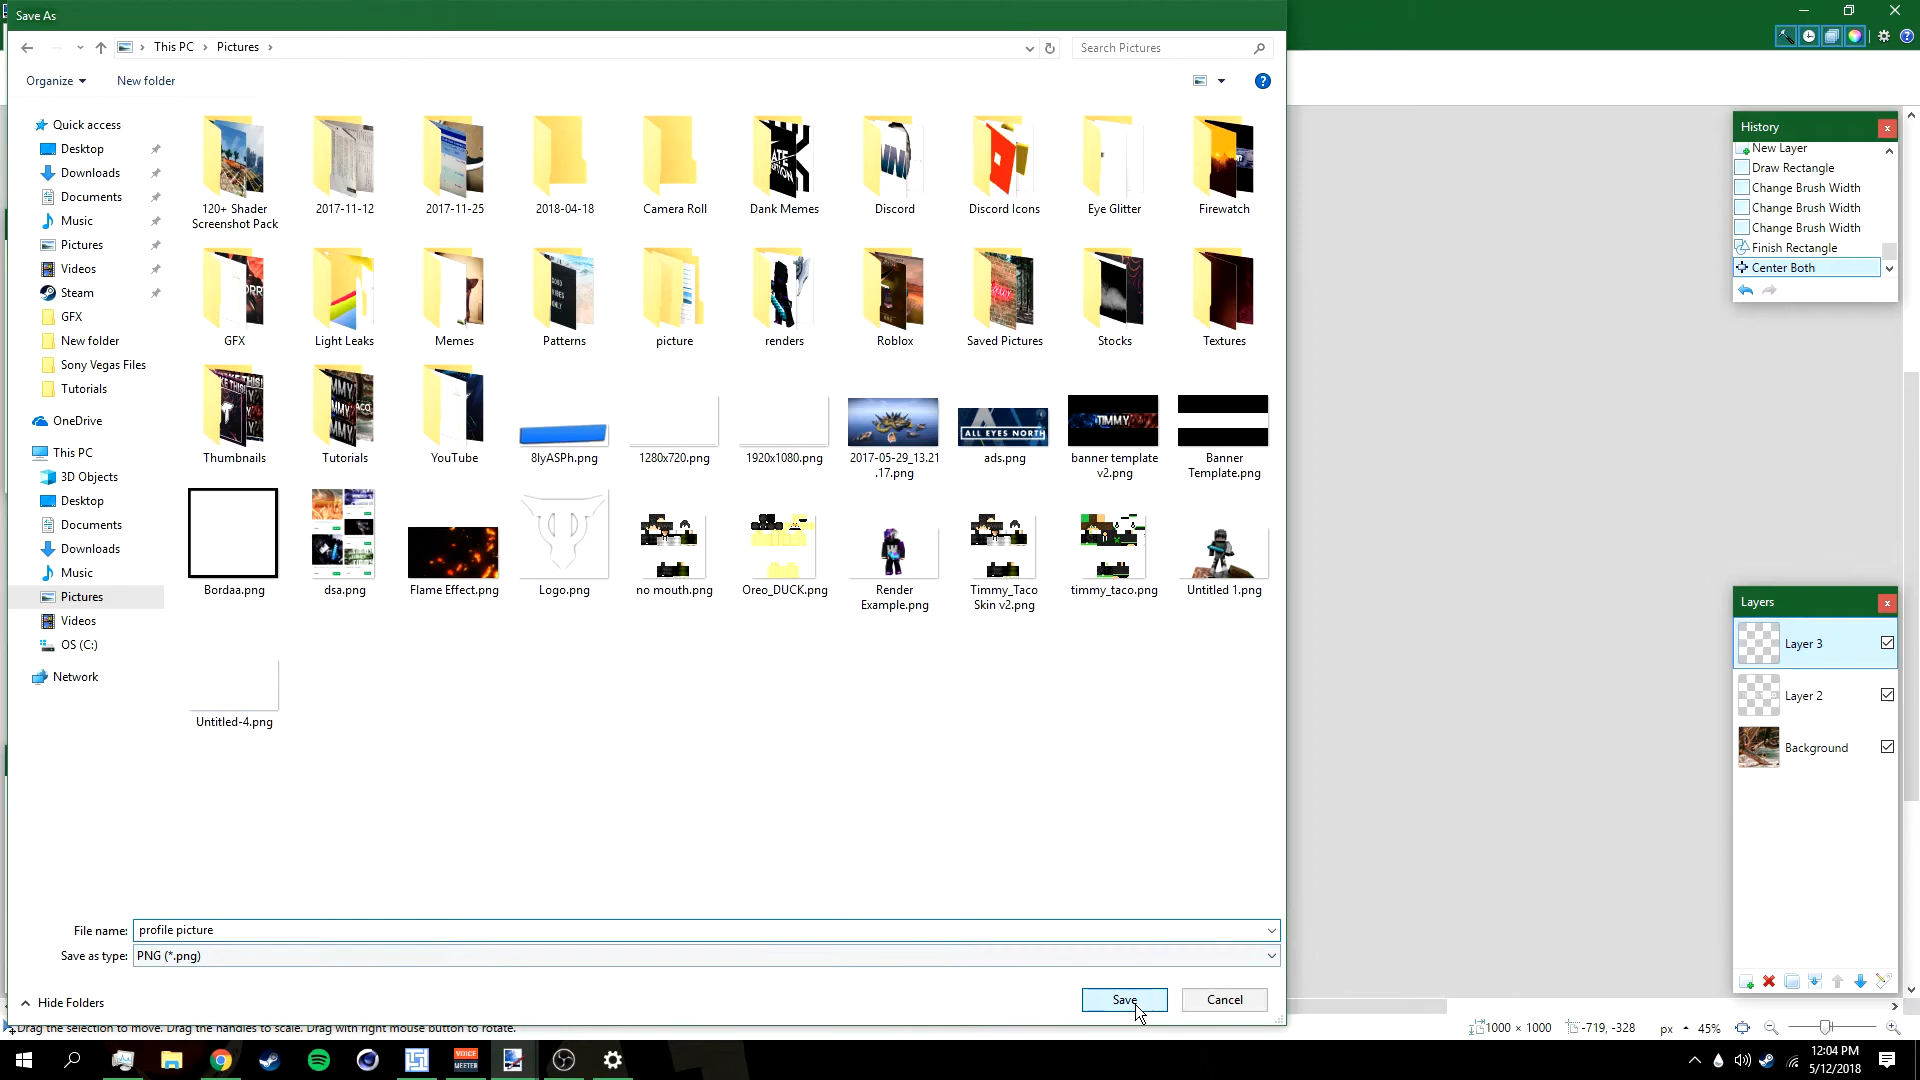 Save As
This PC
Pictures
Search Pictures
Organize
New folder
Quick access
Desktop
Downloads
Documents
Music
Pictures
Videos
Steam
GFX
New folder
Sony Vegas Files
Tutorials
OneDrive
This PC
3D Objects
Desktop
Documents
Downloads
Music
Pictures
Videos
OS (C:)
Network
120+ Shader
Screenshot Pack
2017-11-12
2017-11-25
2018-04-18
Camera Roll
Dank Memes
Discord
Discord Icons
Eye Glitter
Firewatch
GFX
Light Leaks
Memes
Patterns
picture
renders
Roblox
Saved Pictures
Stocks
Textures
Thumbnails
Tutorials
YouTube
8lyASPh.png
1280x720.png
1920x1080.png
2017-05-29_13.21
.17.png
ALL EYES NORTH
ads.png
TIMMY
banner template
v2.png
Banner
Template.png
Bordaa.png
dsa.png
Flame Effect.png
Logo.png
no mouth.png
Oreo_DUCK.png
Render
Example.png
Timmy_Taco
Skin v2.png
timmy_taco.png
Untitled 1.png
Untitled-4.png
File name:
profile picture
Save as type:
PNG (*.png)
Hide Folders
Save
Cancel
History
New Layer
Draw Rectangle
Change Brush Width
Change Brush Width
Change Brush Width
Finish Rectangle
Center Both
Layers
Layer 3
Layer 2
Background
Drag the selection to move. Drag the handles to scale. Drag with right mouse button to rotate.
1000 × 1000
-719, -328
px
45%
VOICE
MEETER
12:04 PM
5/12/2018